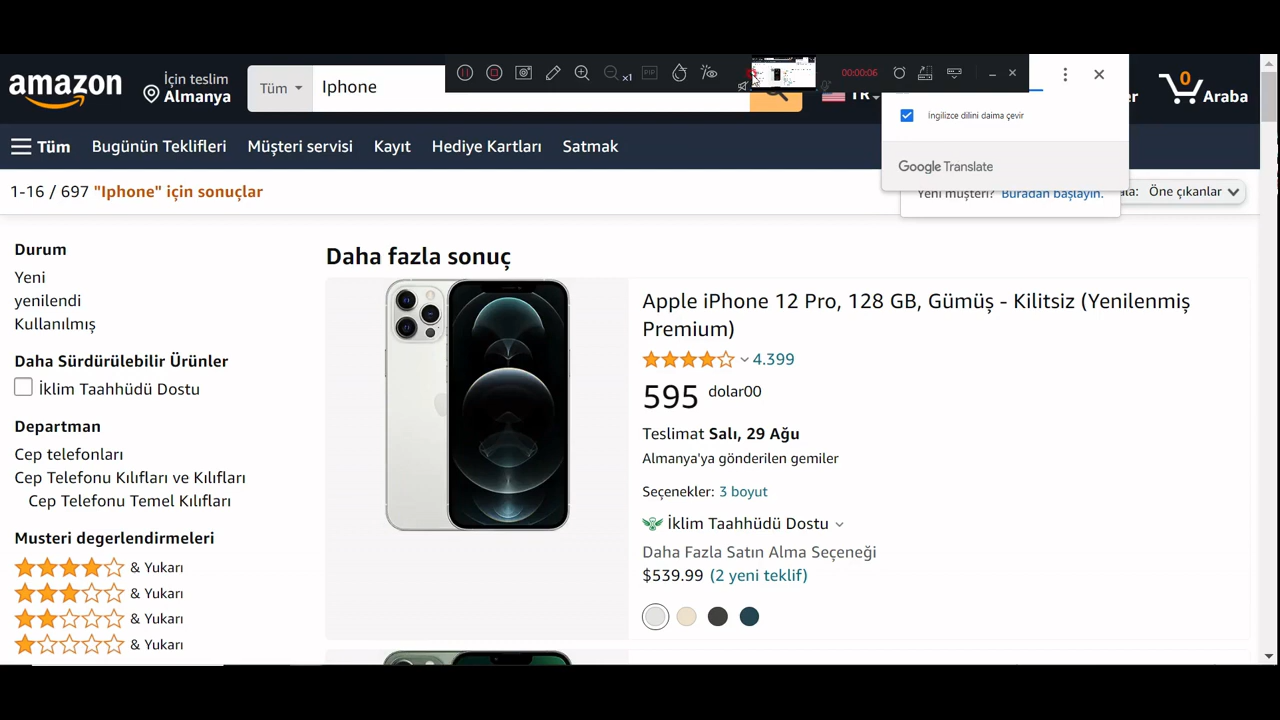 amazon
İçin teslim
Almanya
Tüm
Iphone
x1
PIP
00:00:06
TR
er
0
Araba
İngilizce dilini daima çevir
Google Translate
Tüm
Bugünün Teklifleri
Müşteri servisi
Kayıt
Hediye Kartları
Satmak
1-16 / 697 "Iphone" için sonuçlar
Yeni müşteri? Buradan başlayın.
ala: Öne çıkanlar
Durum
Yeni
yenilendi
Kullanılmış
Daha Sürdürülebilir Ürünler
İklim Taahhüdü Dostu
Departman
Cep telefonları
Cep Telefonu Kılıfları ve Kılıfları
Cep Telefonu Temel Kılıfları
Musteri degerlendirmeleri
& Yukarı
& Yukarı
& Yukarı
& Yukarı
Daha fazla sonuç
Apple iPhone 12 Pro, 128 GB, Gümüş - Kilitsiz (Yenilenmiş
Premium)
4.399
595 dolar00
Teslimat Salı, 29 Ağu
Almanya'ya gönderilen gemiler
Seçenekler: 3 boyut
İklim Taahhüdü Dostu
Daha Fazla Satın Alma Seçeneği
$539.99 (2 yeni teklif)